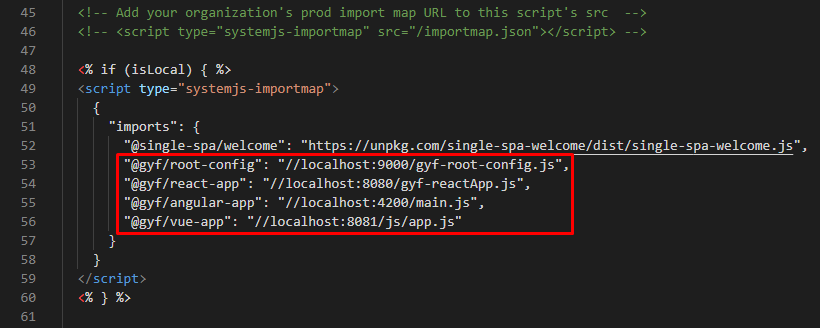 45 <!-- Add your organization's prod import map URL to this script's src  -->
46 <!-- <script type="systemjs-importmap" src="/importmap.json"></script> -->
47
48 <% if (isLocal) { %>
49 <script type="systemjs-importmap">
50 {
51 "imports": {
52 "@single-spa/welcome": "https://unpkg.com/single-spa-welcome/dist/single-spa-welcome.js",
53 "@gyf/root-config": "//localhost:9000/gyf-root-config.js",
54 "@gyf/react-app": "//localhost:8080/gyf-reactApp.js",
55 "@gyf/angular-app": "//localhost:4200/main.js",
56 "@gyf/vue-app": "//localhost:8081/js/app.js"
57 }
58 }
59 </script>
60 <% } %>
61